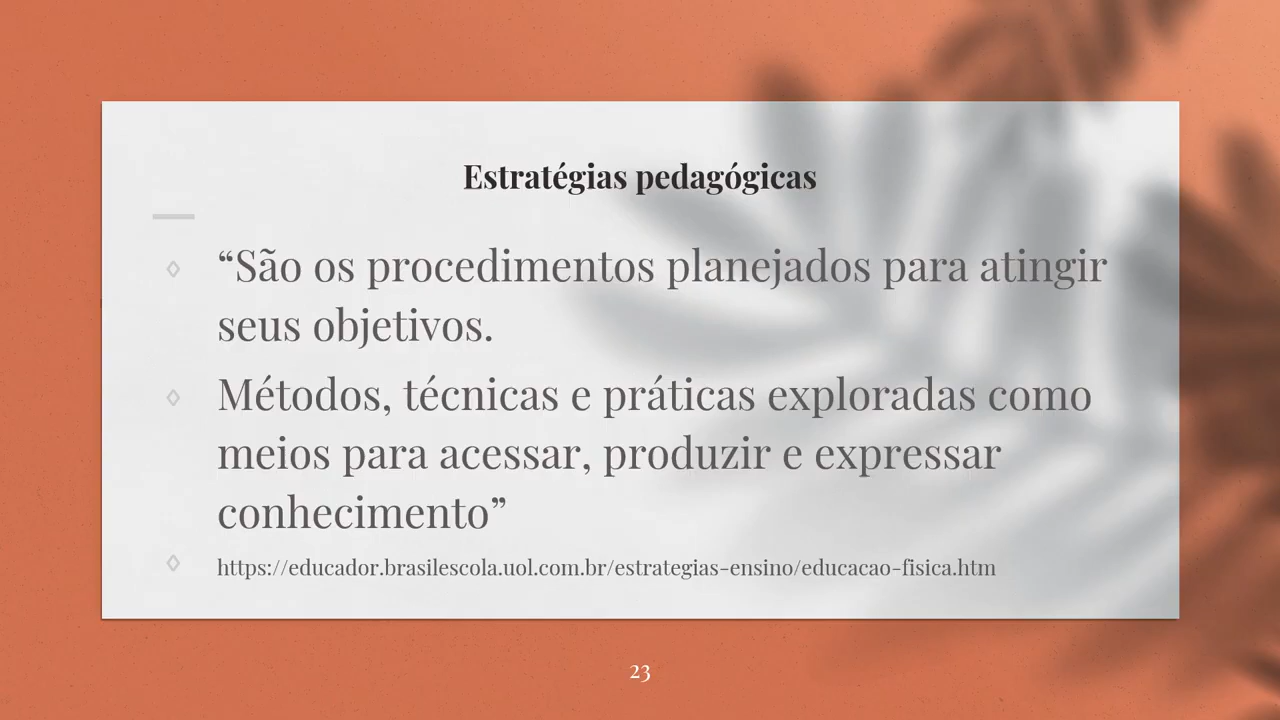 Estratégias pedagógicas
“São os procedimentos planejados para atingir
seus objetivos.
Métodos, técnicas e práticas exploradas como
meios para acessar, produzir e expressar
conhecimento”
https://educador.brasilescola.uol.com.br/estrategias-ensino/educacao-fisica.htm
23